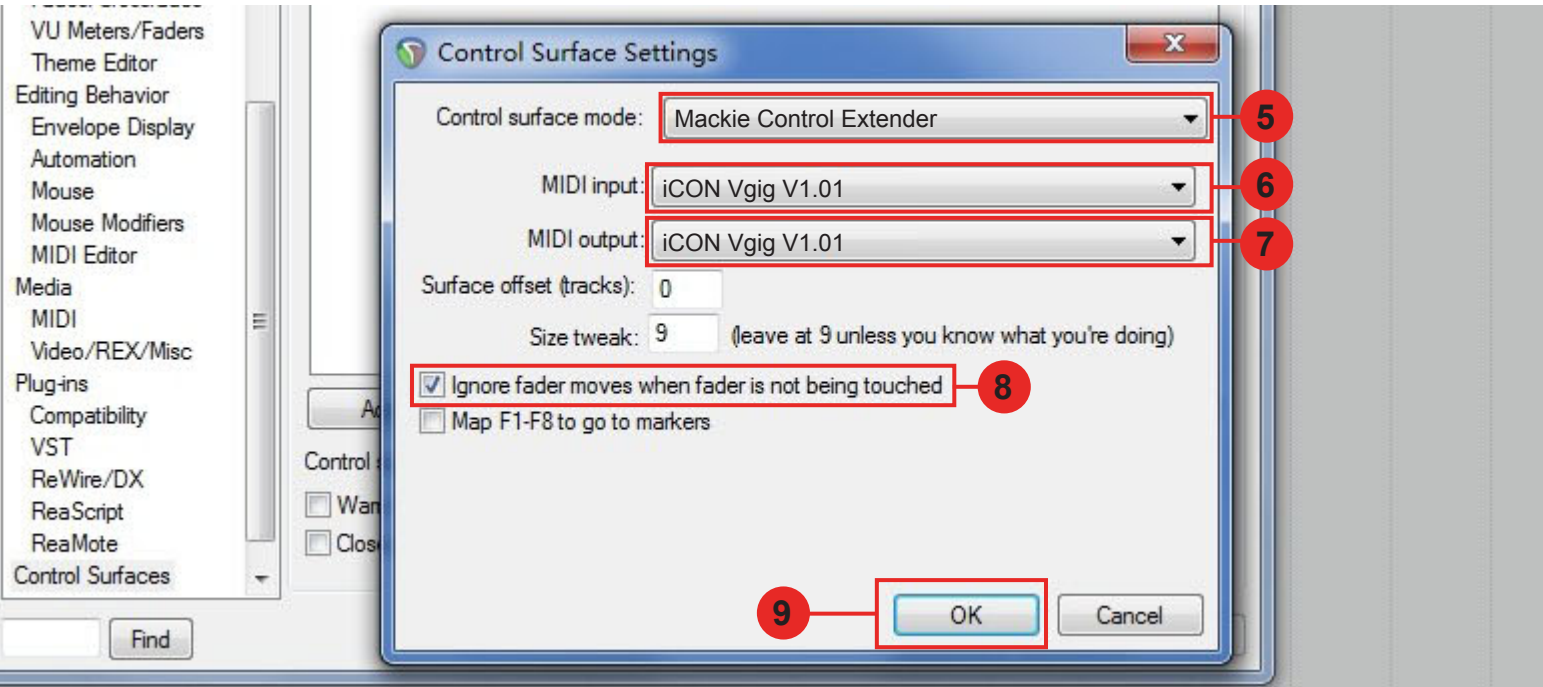 VU Meters/Faders
Theme Editor
Editing Behavior
Envelope Display
Automation
Mouse
Mouse Modifiers
MIDI Editor
Media
MIDI
Video/REX/Misc
Plug-ins
Compatibility
VST
ReWire/DX
ReaScript
ReaMote
Control Surfaces
Find
Control
Control Surface Settings
Control surface mode: Mackie Control Extender 5
MIDI input: iCON Vgig V1.01 6
MIDI output: iCON Vgig V1.01 7
Surface offset (tracks): 0
Size tweak: 9 (leave at 9 unless you know what you're doing)
Ignore fader moves when fader is not being touched 8
Map F1-F8 to go to markers
9 OK Cancel